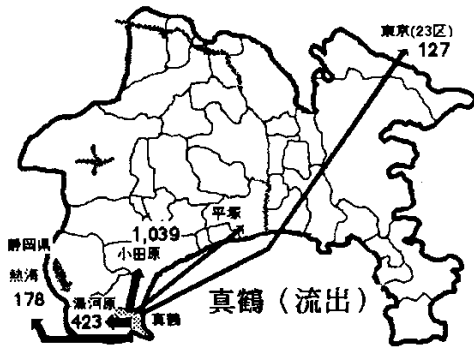 東京(23区)
127
平塚
1,039
小田原
静岡県
熱海
178
湯河原
423
真鶴
真鶴（流出）